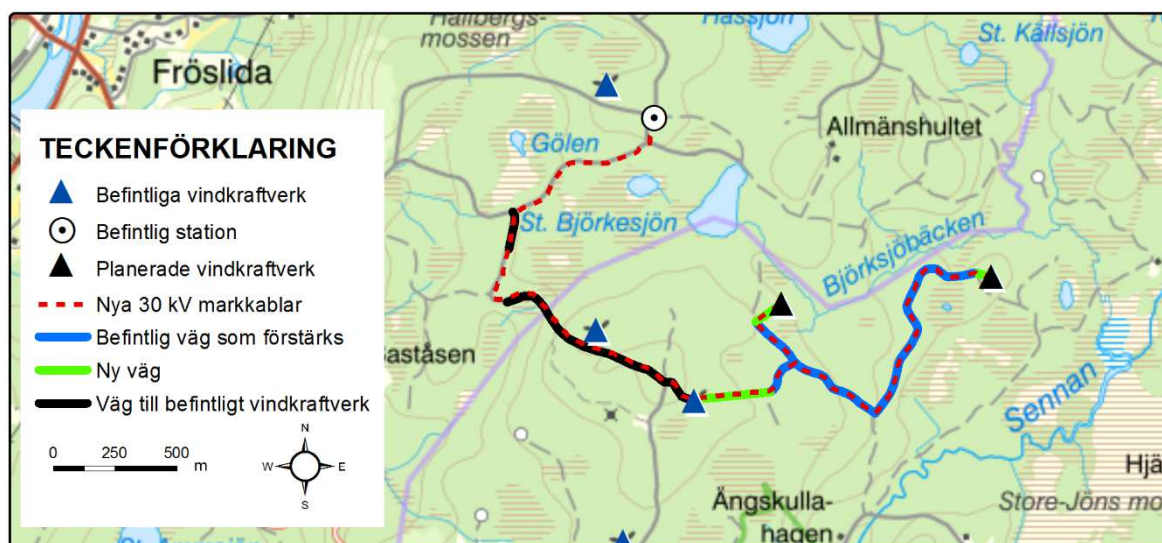 Hallbergs-
mossen
Hässjön
St. Källsjön
Fröslida
TECKENFÖRKLARING
Befintliga vindkraftverk
Befintlig station
Planerade vindkraftverk
Nya 30 kV markkablar
Befintlig väg som förstärks
Ny väg
Väg till befintligt vindkraftverk
0 250 500
m
N
W E
S
Gölen
Allmänshultet
St. Björkesjön
Björksjöbäcken
Baståsen
Sennan
Ängskulla-
hagen
Hjä
Store-Jöns mo